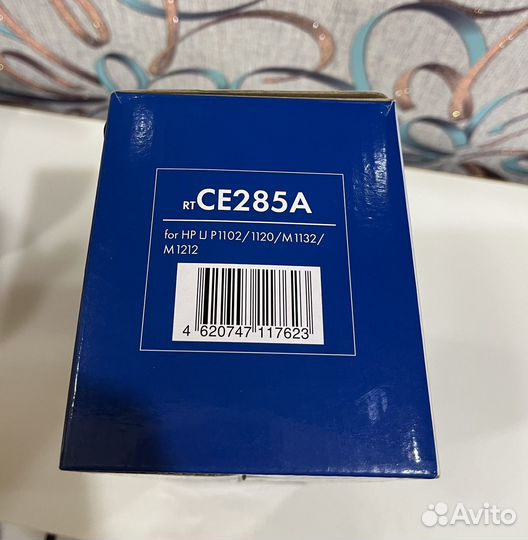 RT CE285A
for HP LJ P1102/1120/M1132/
M1212
4 620747 117623
Avito